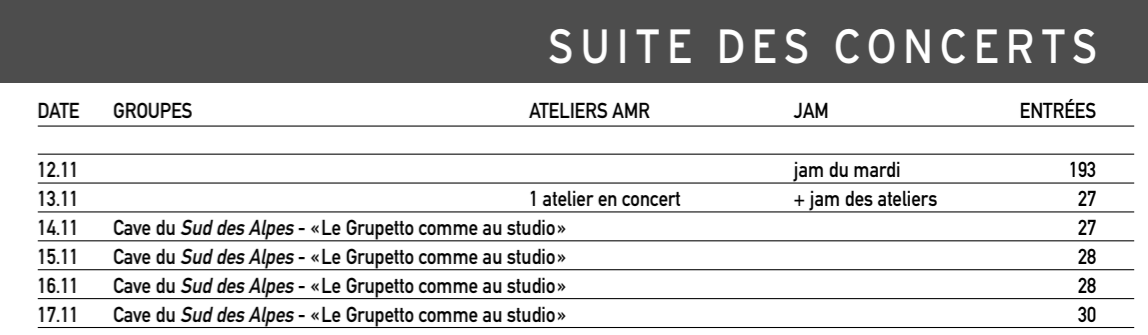 SUITE DES CONCERTS
DATE GROUPES ATELIERS AMR JAM ENTRÉES
12.11 jam du mardi 193
13.11 1 atelier en concert + jam des ateliers 27
14.11 Cave du Sud des Alpes - «Le Grupetto comme au studio» 27
15.11 Cave du Sud des Alpes - «Le Grupetto comme au studio» 28
16.11 Cave du Sud des Alpes - «Le Grupetto comme au studio» 28
17.11 Cave du Sud des Alpes - «Le Grupetto comme au studio» 30